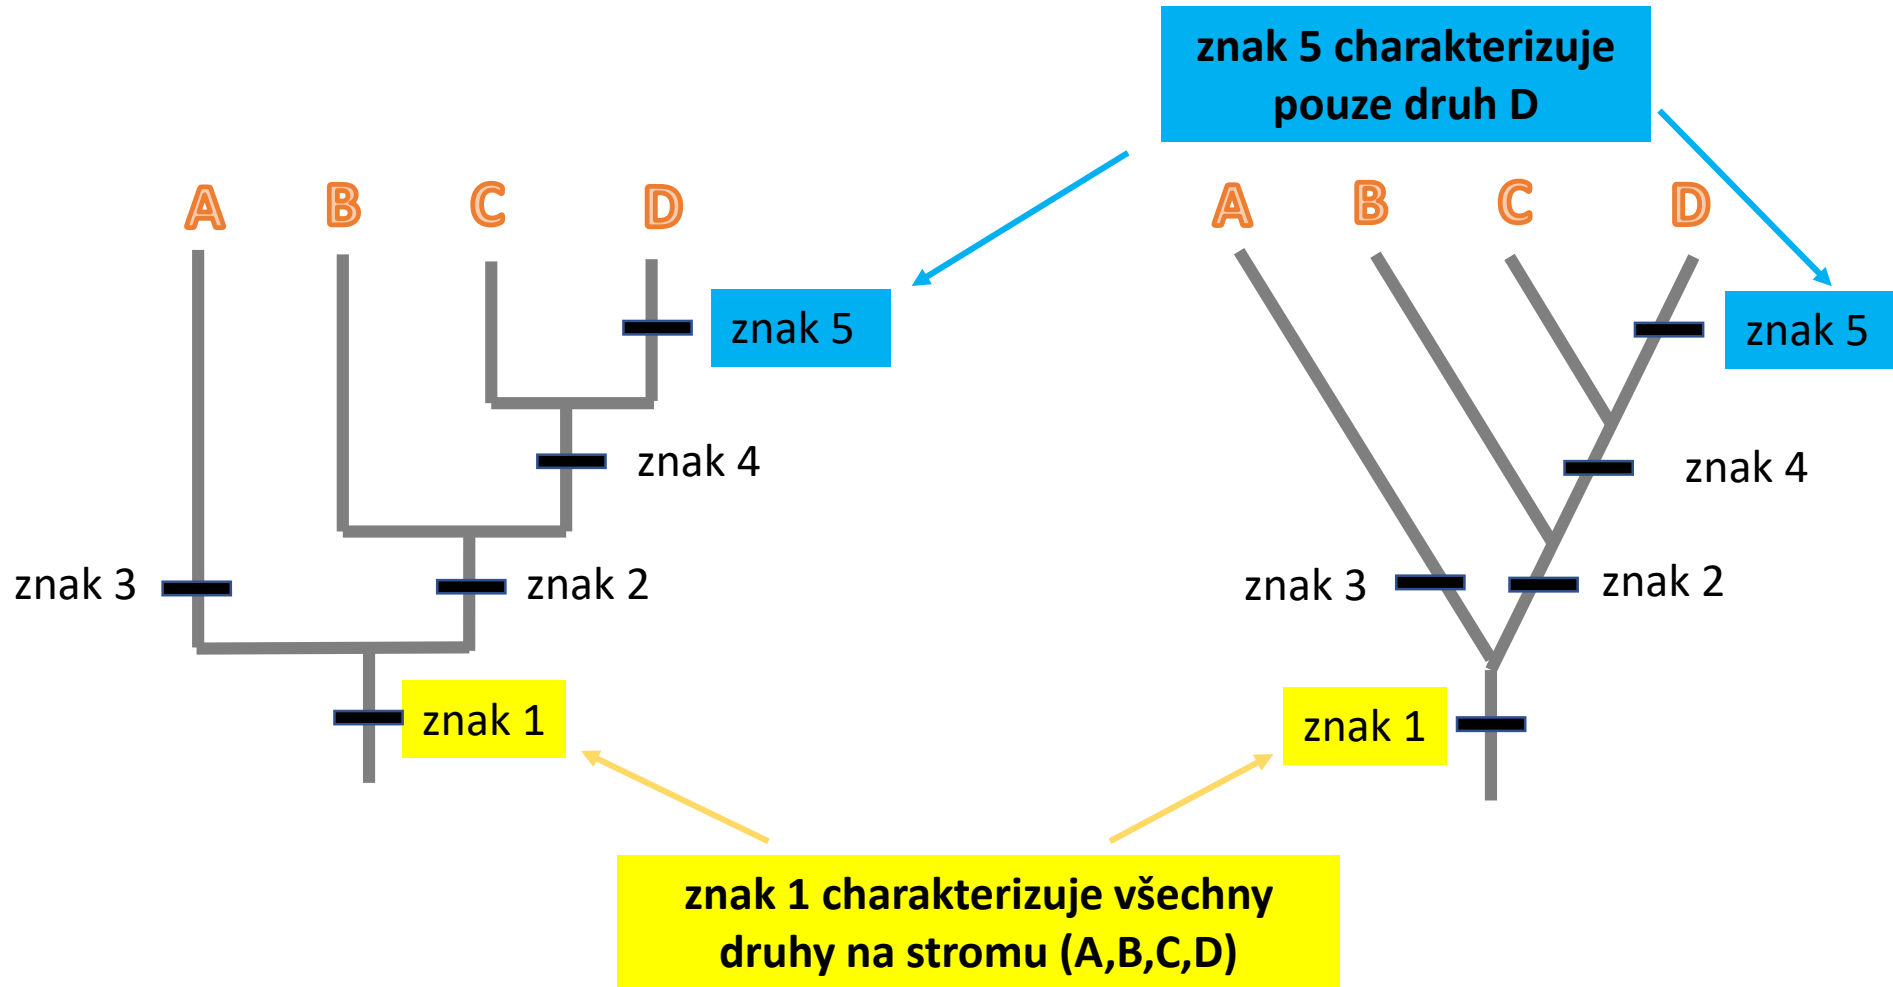 znak 5 charakterizuje
pouze druh D
A B C D
A B C D
znak 5
znak 5
znak 4
znak 4
znak 3
znak 2
znak 3
znak 2
znak 1
znak 1
znak 1 charakterizuje všechny
druhy na stromu (A,B,C,D)